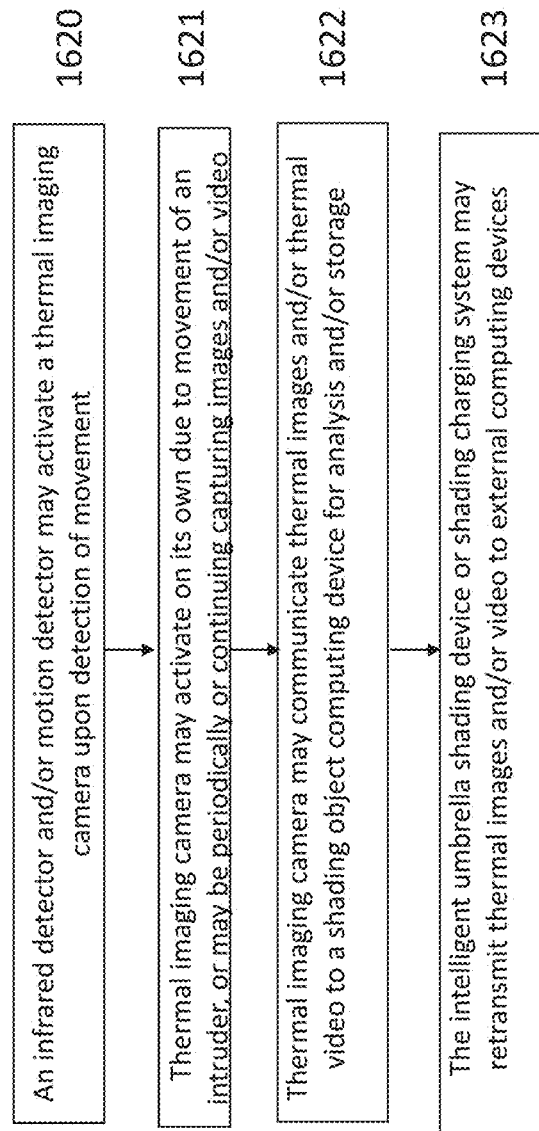 An infrared detector and/or motion detector may activate a thermal imaging
camera upon detection of movement
1620
Thermal imaging camera may activate on its own due to movement of an
intruder, or may be periodically or continuing capturing images and/or video
1621
Thermal imaging camera may communicate thermal images and/or thermal
video to a shading object computing device for analysis and/or storage
1622
The intelligent umbrella shading device or shading charging system may
retransmit thermal images and/or video to external computing devices
1623